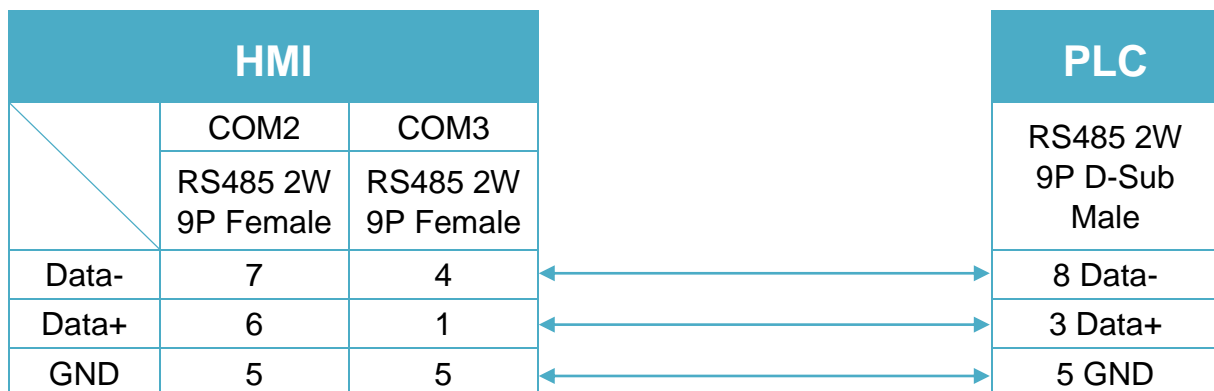 HMI
PLC
COM2 COM3
RS485 2W
9P Female
RS485 2W
9P Female
RS485 2W
9P D-Sub
Male
Data- 7 4 8 Data-
Data+ 6 1 3 Data+
GND 5 5 5 GND